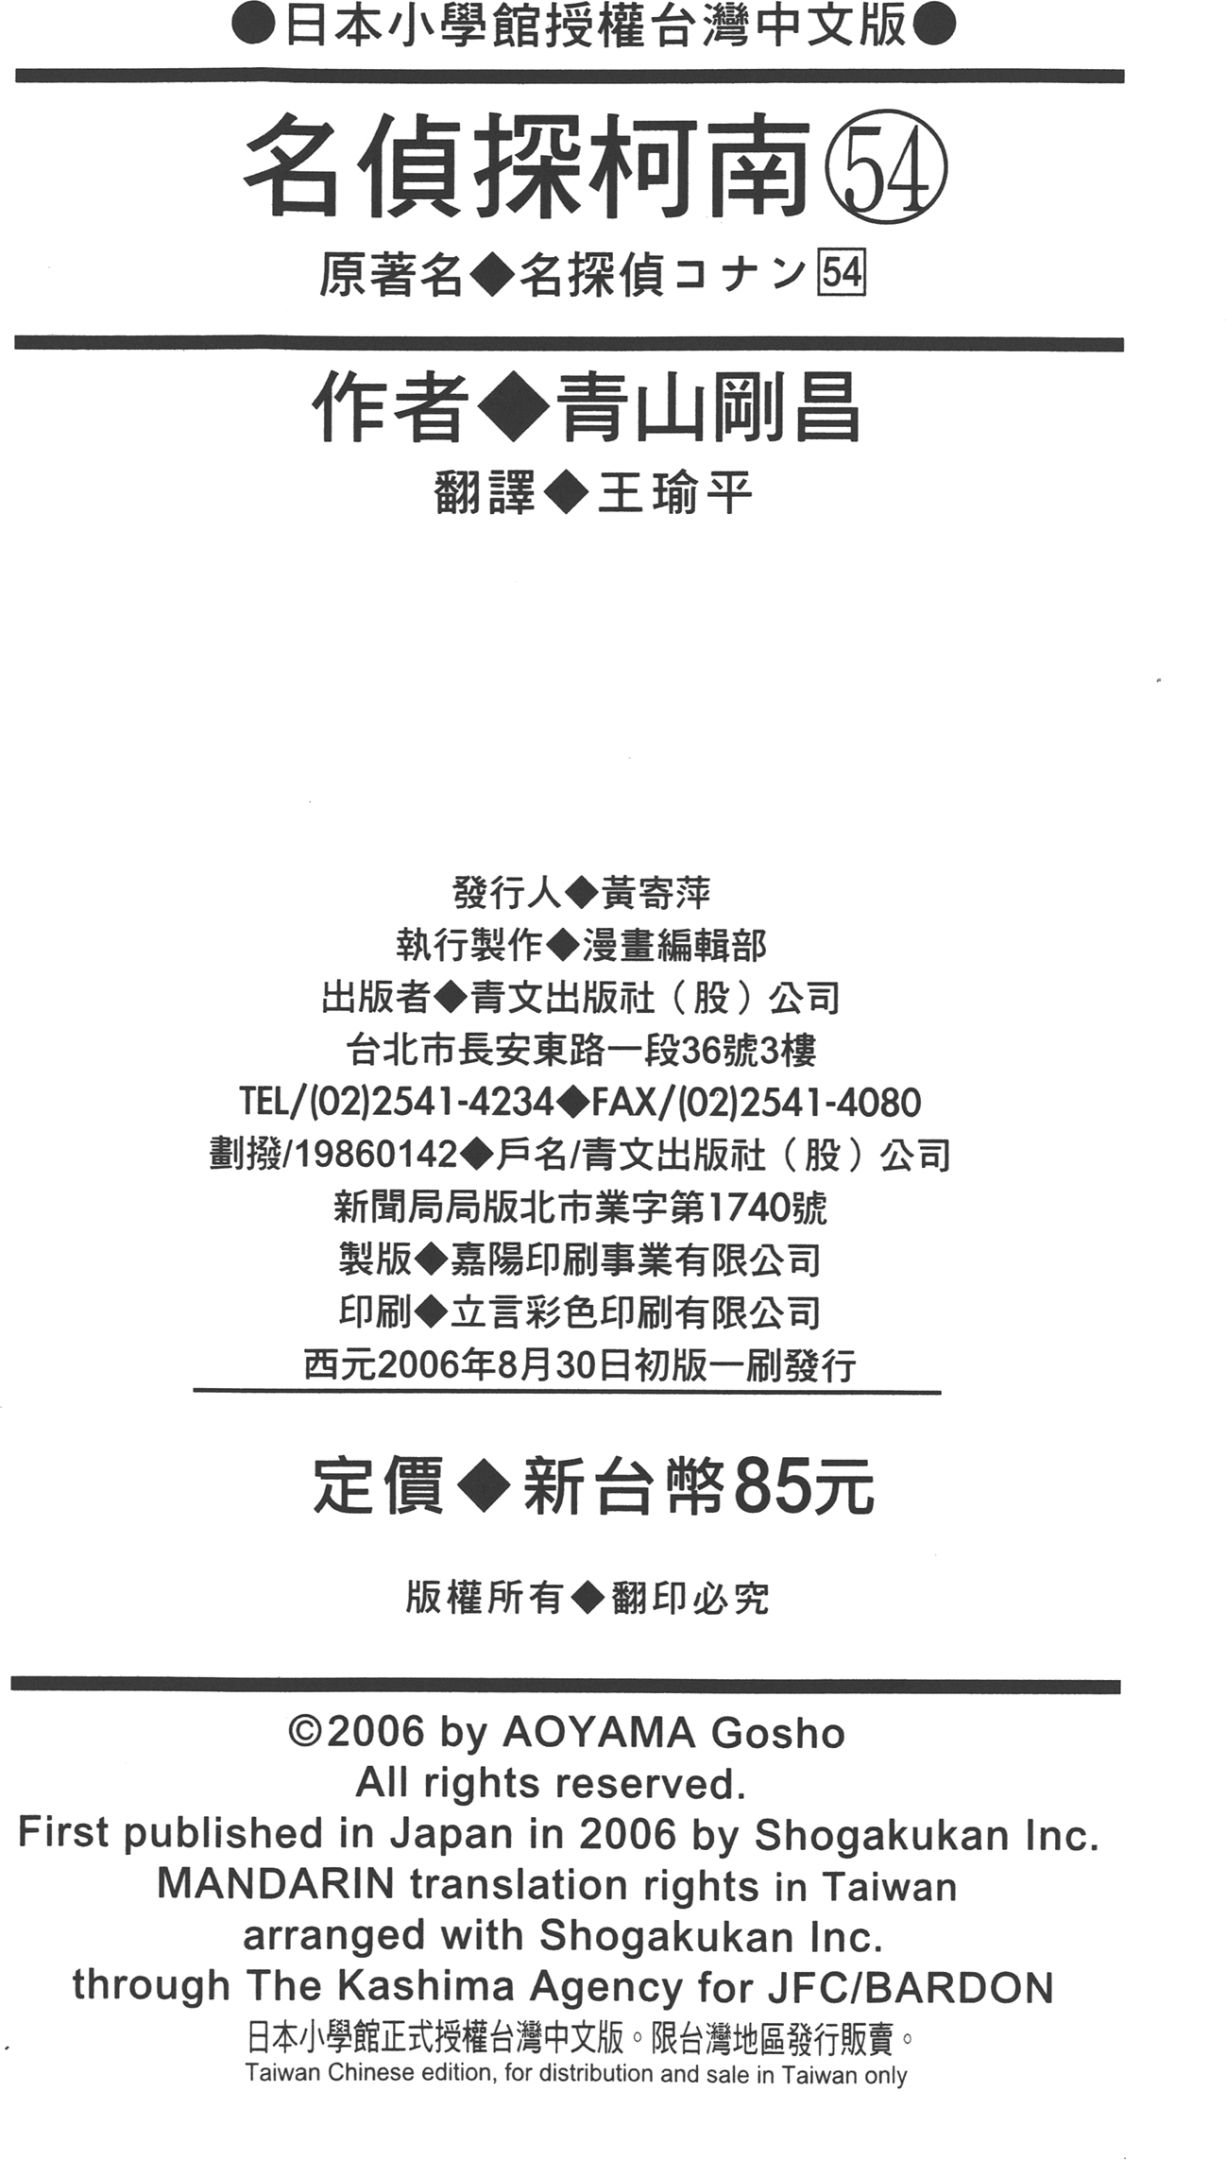 ●日本小學館授權台灣中文版●
名偵探柯南㊴
原著名◆名探偵コナン54
作者◆青山剛昌
翻譯◆王瑜平
發行人◆黃寄萍
執行製作◆漫畫編輯部
出版者◆青文出版社（股）公司
台北市長安東路一段36號3樓
TEL/(02)2541-4234◆FAX/(02)2541-4080
劃撥/19860142◆戶名/青文出版社（股）公司
新聞局局版北市業字第1740號
製版◆嘉陽印刷事業有限公司
印刷◆立言彩色印刷有限公司
西元2006年8月30日初版一刷發行
定價◆新台幣85元
版權所有◆翻印必究
©2006 by AOYAMA Gosho
All rights reserved.
First published in Japan in 2006 by Shogakukan Inc.
MANDARIN translation rights in Taiwan
arranged with Shogakukan Inc.
through The Kashima Agency for JFC/BARDON
日本小學館正式授權台灣中文版。限台灣地區發行販賣。
Taiwan Chinese edition, for distribution and sale in Taiwan only